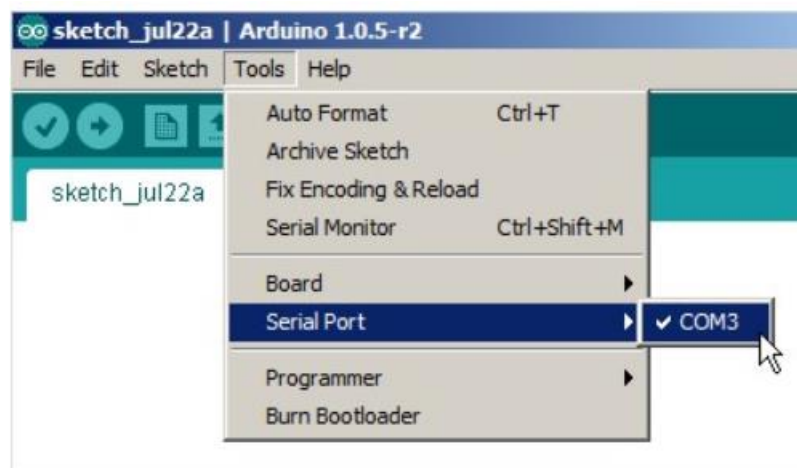 sketch_jul22a | Arduino 1.0.5-r2
File Edit Sketch Tools Help
Auto Format Ctrl+T
Archive Sketch
sketch_jul22a
Fix Encoding & Reload
Serial Monitor Ctrl+Shift+M
Board
Serial Port
COM3
Programmer
Burn Bootloader